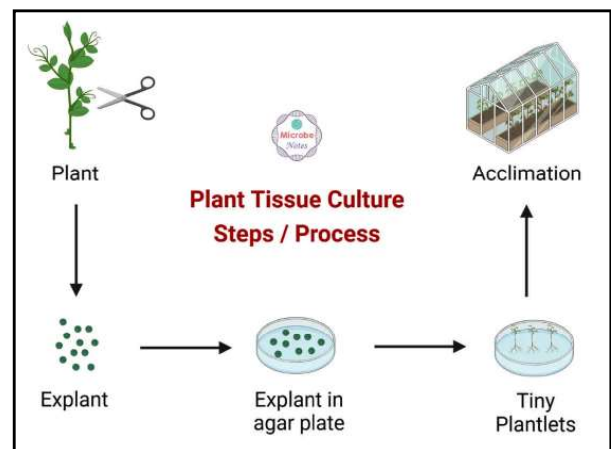 Microbe
Notes
Plant
Acclimation
Plant Tissue Culture
Steps / Process
Explant
Explant in
agar plate
Tiny
Plantlets